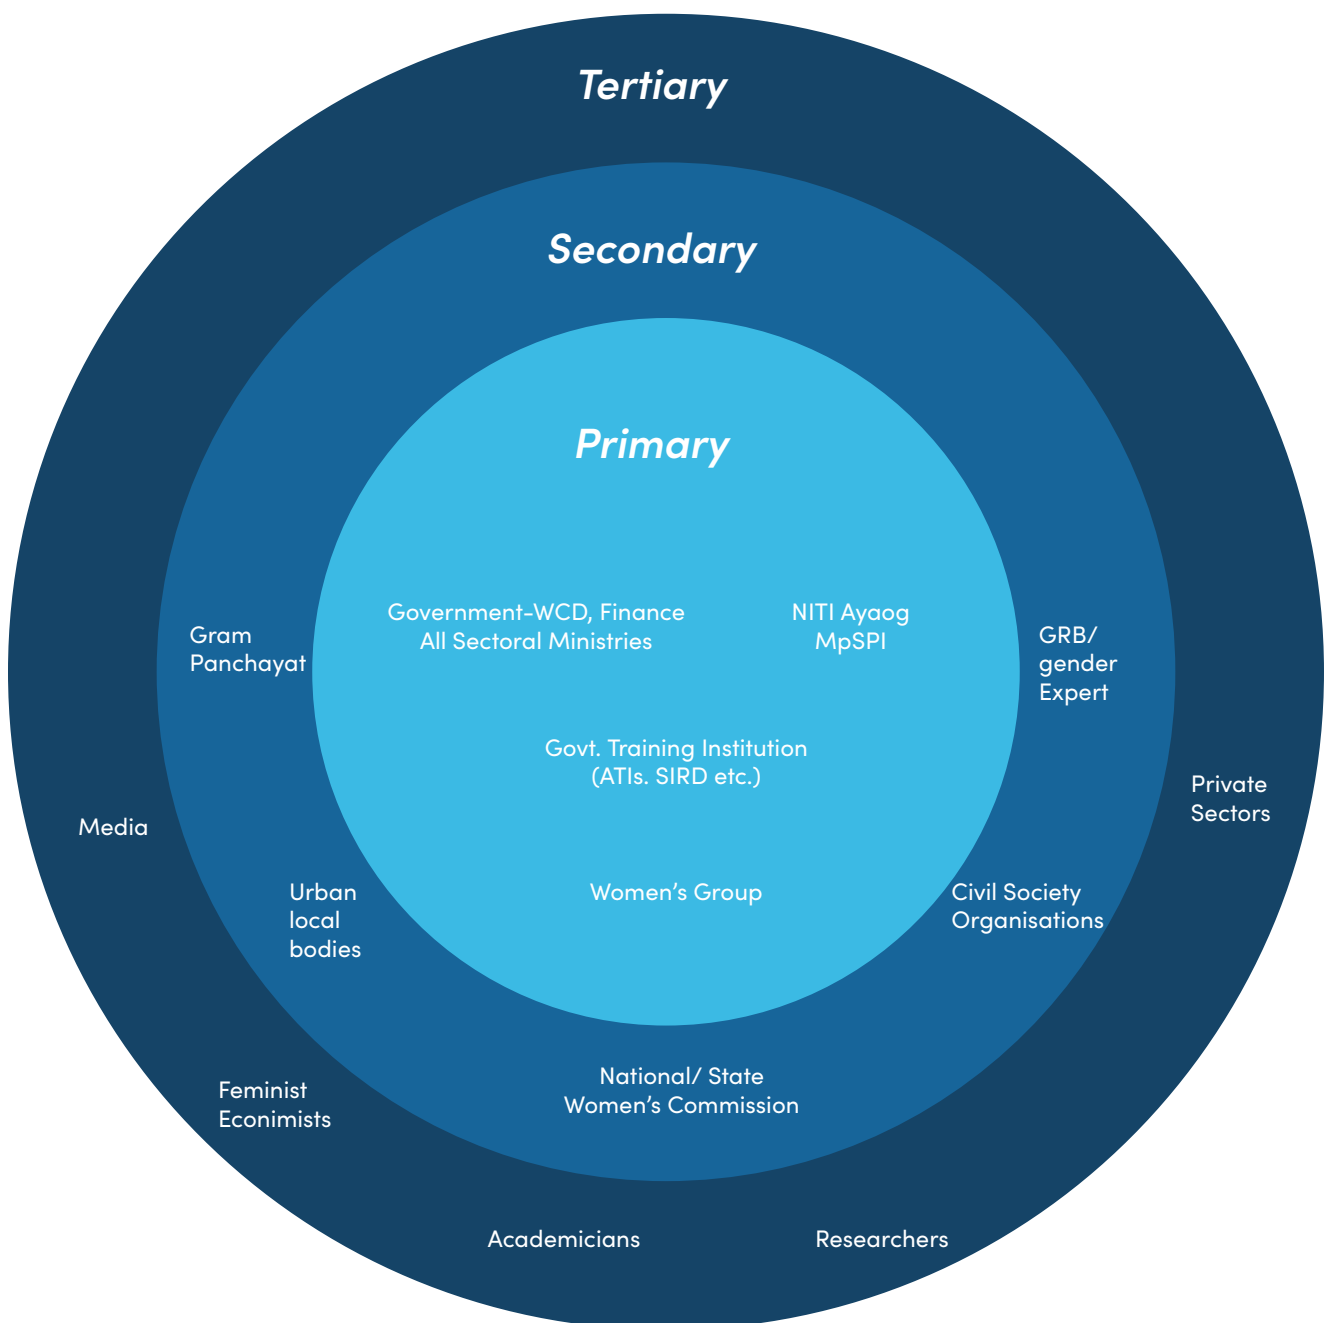 Tertiary
Secondary
Primary
Government-WCD, Finance
All Sectoral Ministries
NITI Ayaog
MpSPI
Gram
Panchayat
GRB/
gender
Expert
Govt. Training Institution
(ATIs. SIRD etc.)
Private
Sectors
Media
Urban
local
bodies
Women’s Group
Civil Society
Organisations
National/ State
Women’s Commission
Feminist
Econimists
Academicians
Researchers